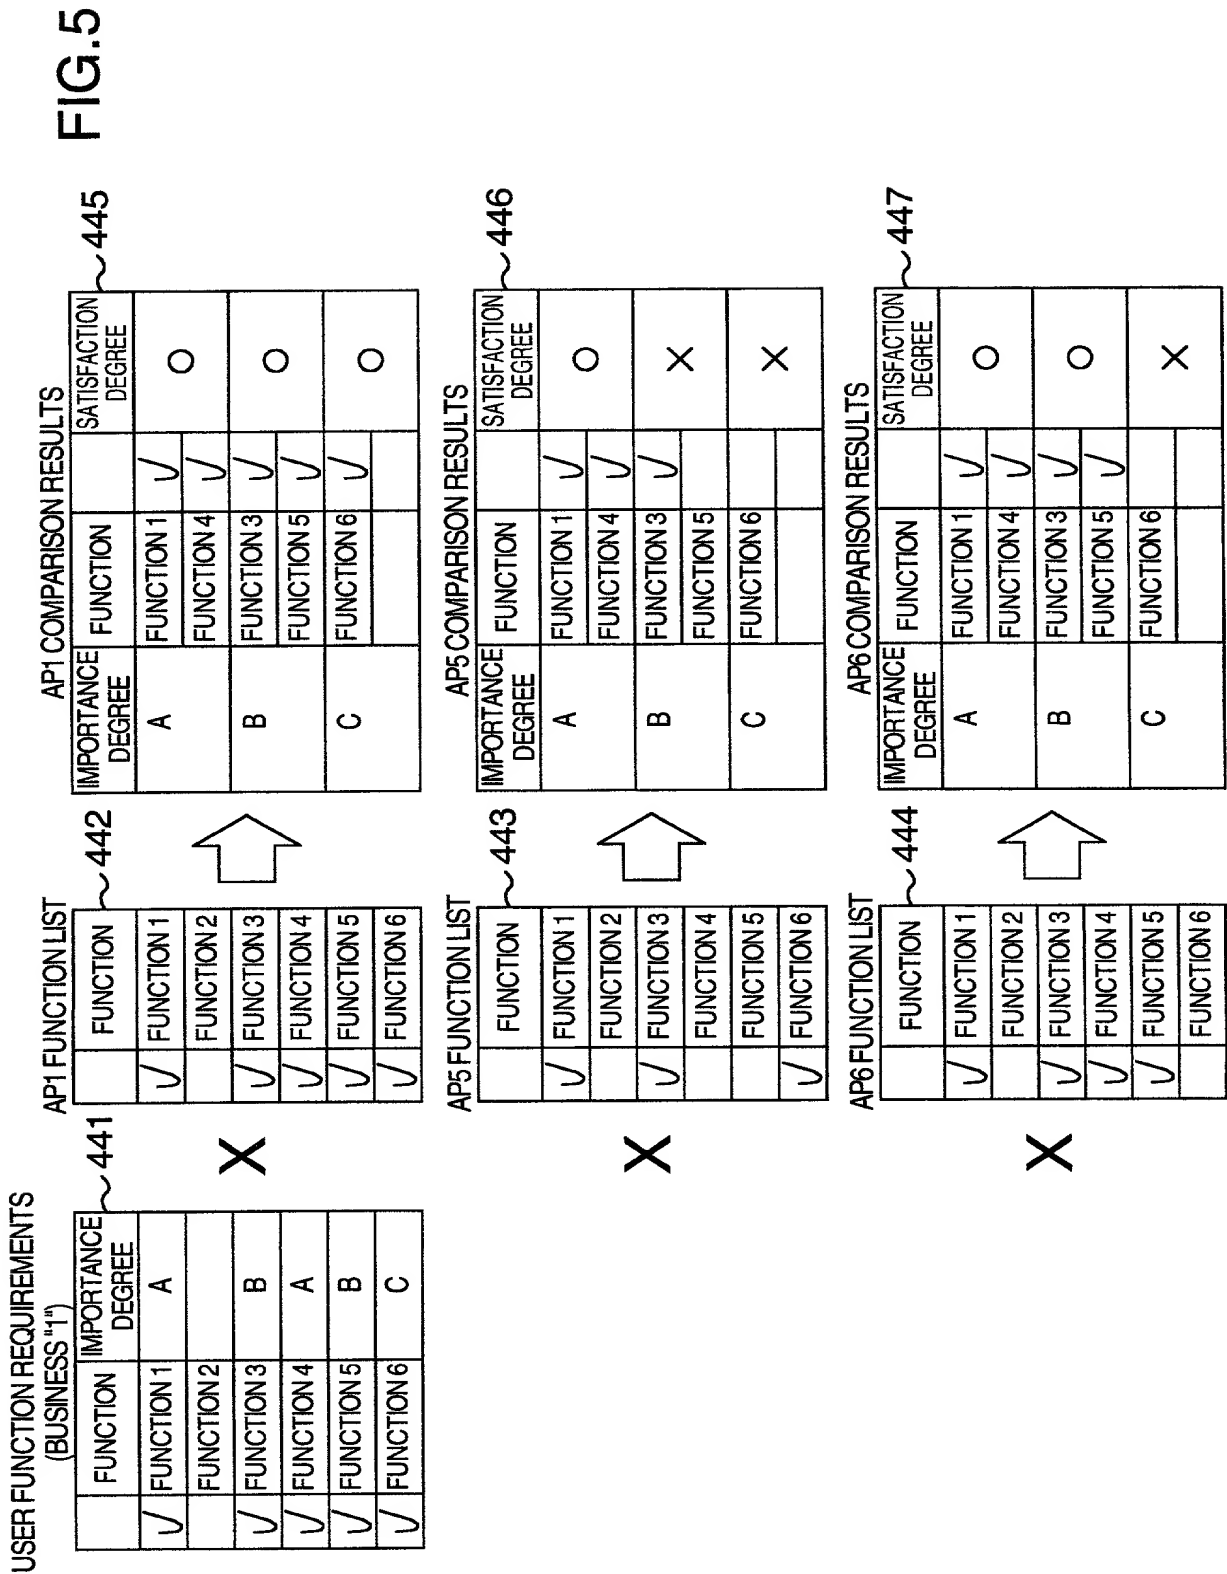 FIG.5
USER FUNCTION REQUIREMENTS
(BUSINESS "1")
441
FUNCTION IMPORTANCE DEGREE
✓ FUNCTION 1 A
FUNCTION 2
✓ FUNCTION 3 B
✓ FUNCTION 4 A
✓ FUNCTION 5 B
✓ FUNCTION 6 C
X
AP1 FUNCTION LIST
442
FUNCTION
✓ FUNCTION 1
FUNCTION 2
✓ FUNCTION 3
✓ FUNCTION 4
✓ FUNCTION 5
✓ FUNCTION 6
AP1 COMPARISON RESULTS
445
IMPORTANCE DEGREE FUNCTION SATISFACTION DEGREE
A FUNCTION 1 ✓ O
FUNCTION 4 ✓
B FUNCTION 3 ✓ O
FUNCTION 5 ✓
C FUNCTION 6 ✓ O
X
AP5 FUNCTION LIST
443
FUNCTION
✓ FUNCTION 1
FUNCTION 2
✓ FUNCTION 3
FUNCTION 4
FUNCTION 5
✓ FUNCTION 6
AP5 COMPARISON RESULTS
446
IMPORTANCE DEGREE FUNCTION SATISFACTION DEGREE
A FUNCTION 1 ✓ O
FUNCTION 4 ✓
B FUNCTION 3 ✓ X
FUNCTION 5
C FUNCTION 6 X
X
AP6 FUNCTION LIST
444
FUNCTION
✓ FUNCTION 1
FUNCTION 2
✓ FUNCTION 3
✓ FUNCTION 4
✓ FUNCTION 5
FUNCTION 6
AP6 COMPARISON RESULTS
447
IMPORTANCE DEGREE FUNCTION SATISFACTION DEGREE
A FUNCTION 1 ✓ O
FUNCTION 4 ✓
B FUNCTION 3 ✓ O
FUNCTION 5 ✓
C FUNCTION 6 X